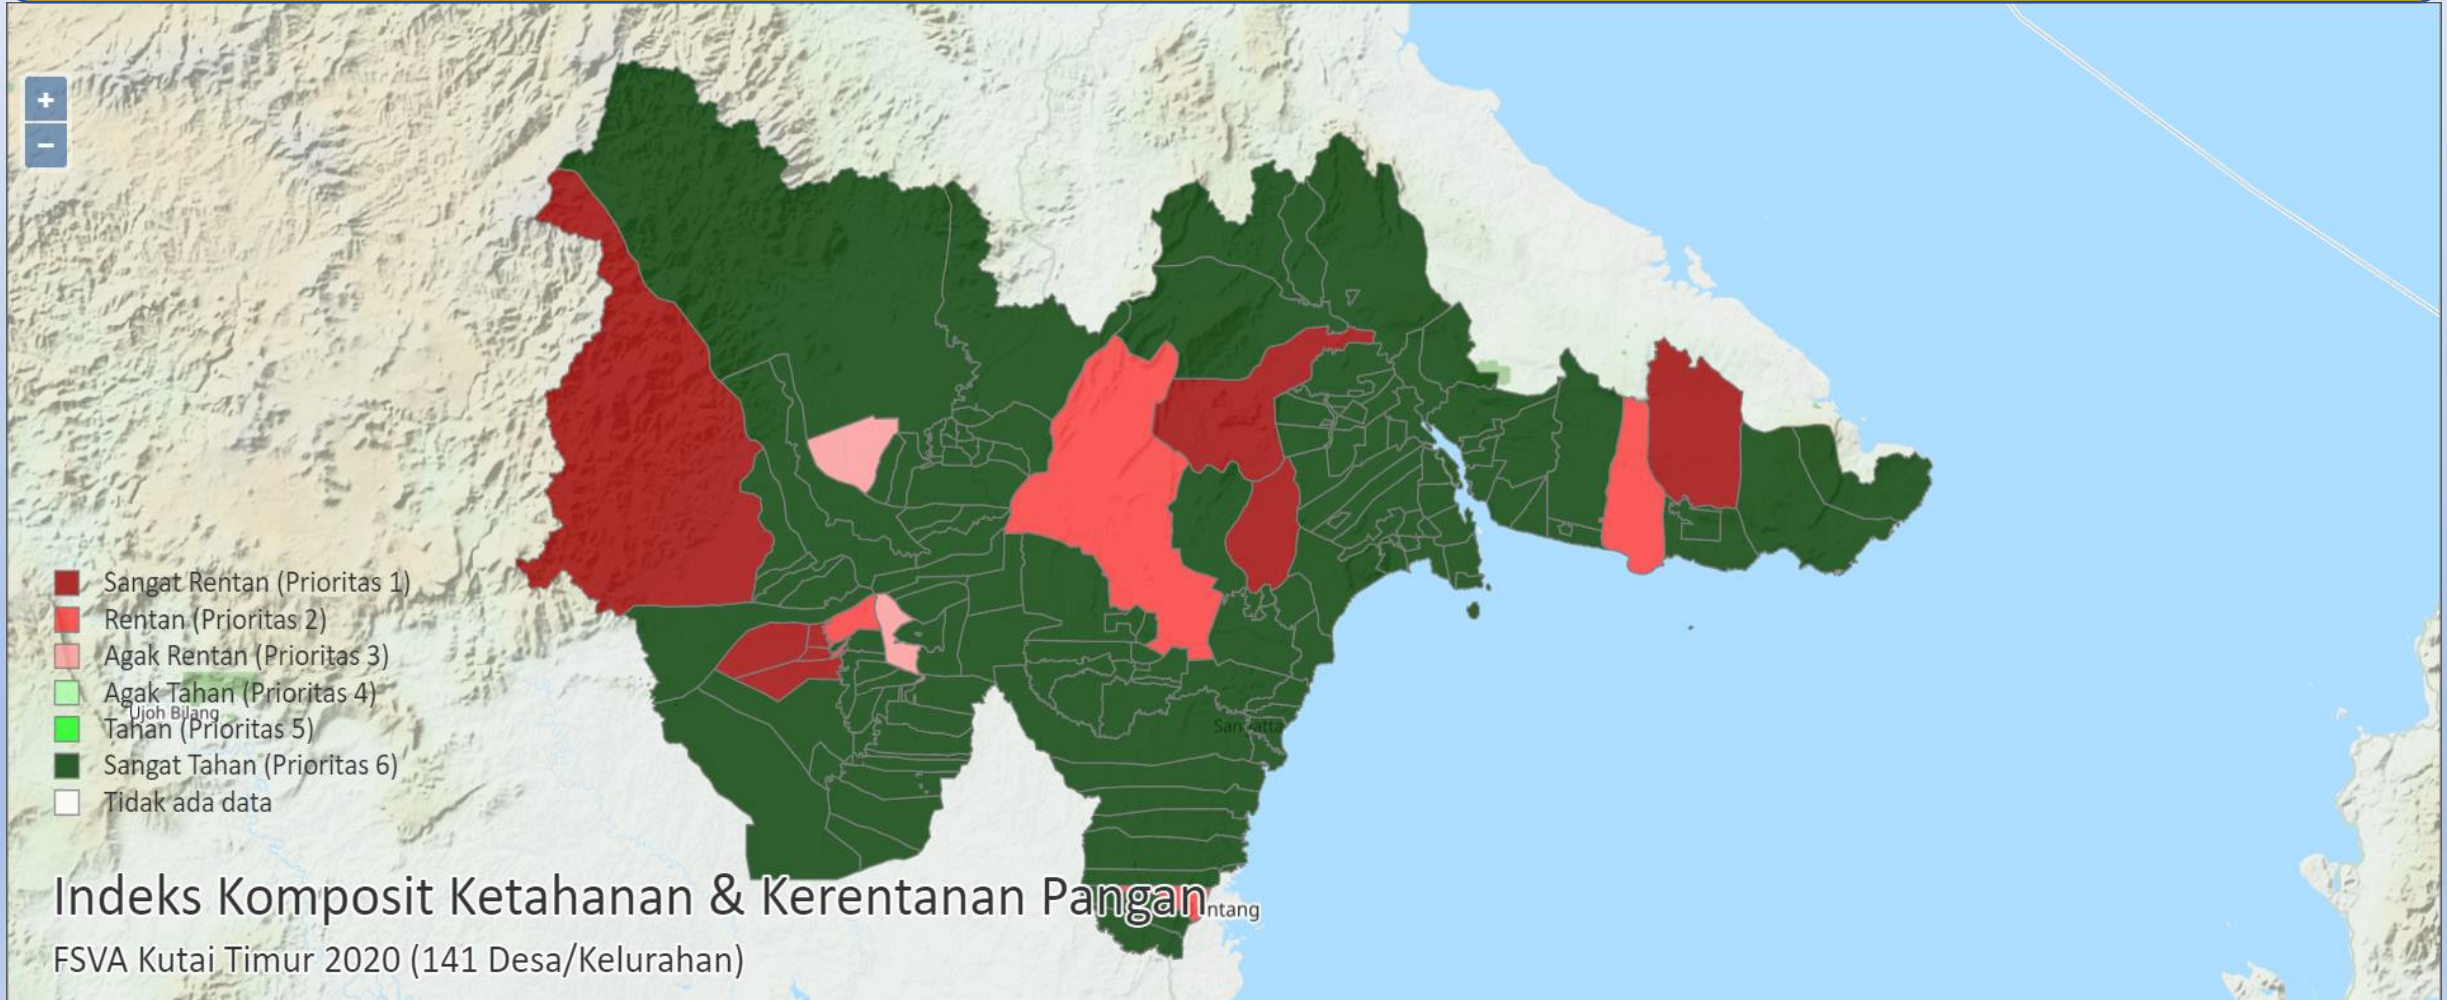 +
−
Sangat Rentan (Prioritas 1)
Rentan (Prioritas 2)
Agak Rentan (Prioritas 3)
Agak Tahan (Prioritas 4)
Ujoh Bilang
Tahan (Prioritas 5)
Sangatta
Sangat Tahan (Prioritas 6)
Tidak ada data
Indeks Komposit Ketahanan & Kerentanan Pangan
ntang
FSVA Kutai Timur 2020 (141 Desa/Kelurahan)